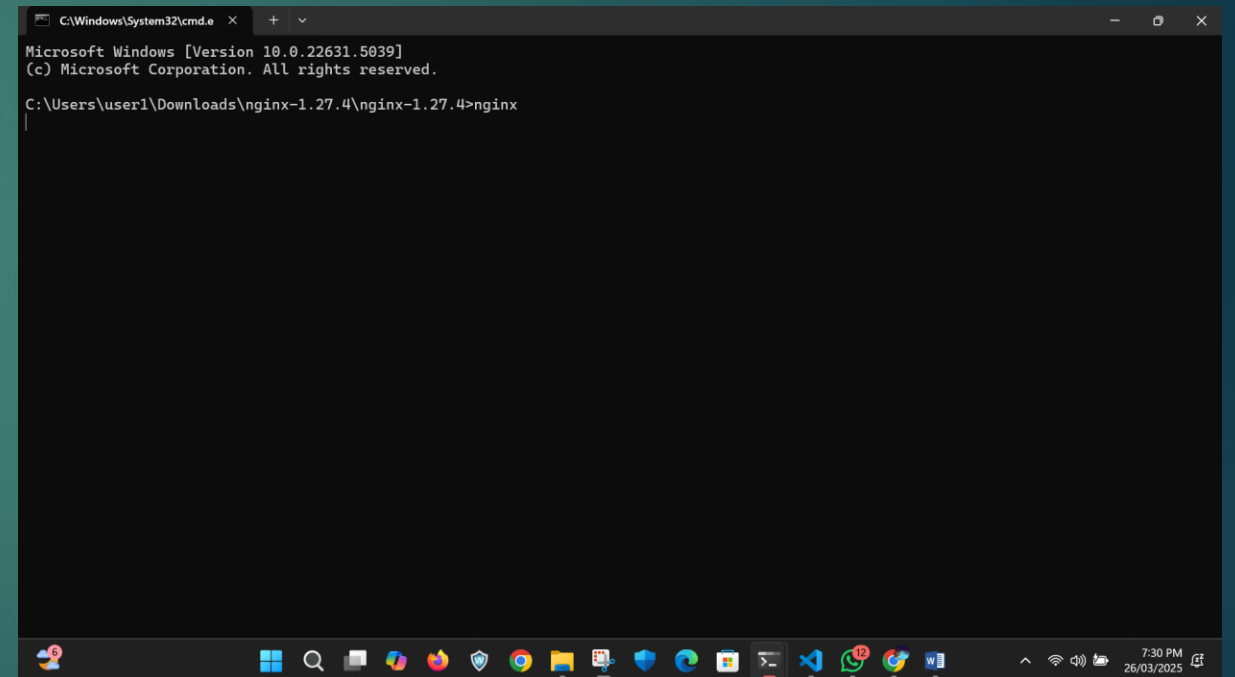 C:\Windows\System32\cmd.e
Microsoft Windows [Version 10.0.22631.5039]
(c) Microsoft Corporation. All rights reserved.
C:\Users\user1\Downloads\nginx-1.27.4\nginx-1.27.4>nginx
6
12
7:30 PM
26/03/2025